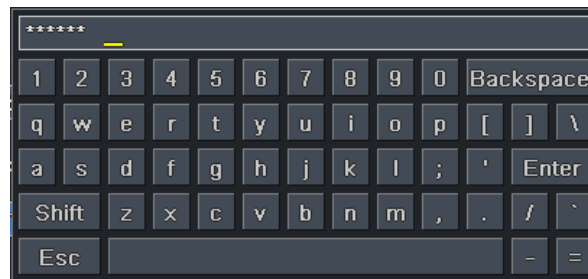 ******
1 2 3 4 5 6 7 8 9 0 Backspace
q w e r t y u i o p [ ] \
a s d f g h j k l ; ' Enter
Shift z x c v b n m , . / `
Esc - =